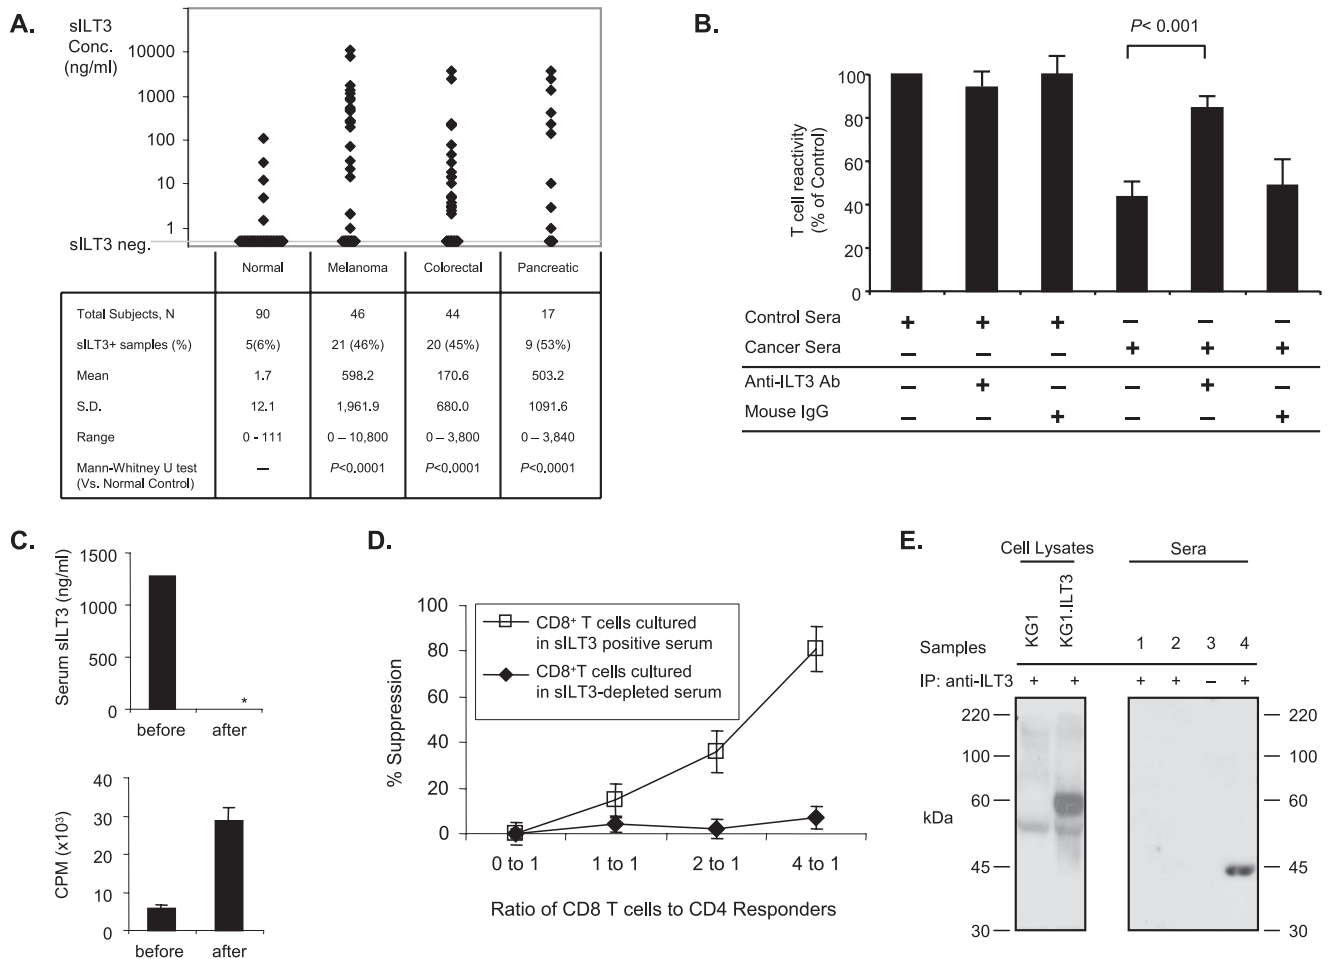 A.
sILT3
Conc.
(ng/ml)
10000
1000
100
10
1
sILT3 neg.
Normal Melanoma Colorectal Pancreatic
Total Subjects, N 90 46 44 17
sILT3+ samples (%) 5(6%) 21 (46%) 20 (45%) 9 (53%)
Mean 1.7 598.2 170.6 503.2
S.D. 12.1 1,961.9 680.0 1091.6
Range 0 - 111 0 – 10,800 0 – 3,800 0 – 3,840
Mann-Whitney U test — P<0.0001 P<0.0001 P<0.0001
(Vs. Normal Control)
B.
P< 0.001
T cell reactivity
(% of Control)
100
80
60
40
20
0
Control Sera + + + – – –
Cancer Sera – – – + + +
Anti-ILT3 Ab – + – – + –
Mouse IgG – – + – – +
C.
Serum sILT3 (ng/ml)
1500
1000
500
0
*
before after
CPM (x10³)
40
30
20
10
0
before after
D.
% Suppression
100
80
60
40
20
0
CD8⁺ T cells cultured
in sILT3 positive serum
CD8⁺T cells cultured
in sILT3-depleted serum
0 to 1 1 to 1 2 to 1 4 to 1
Ratio of CD8 T cells to CD4 Responders
E.
Cell Lysates Sera
KG1
KG1.ILT3
Samples 1 2 3 4
IP: anti-ILT3 + + + + – +
220 220
100 100
60 60
kDa
45 45
30 30